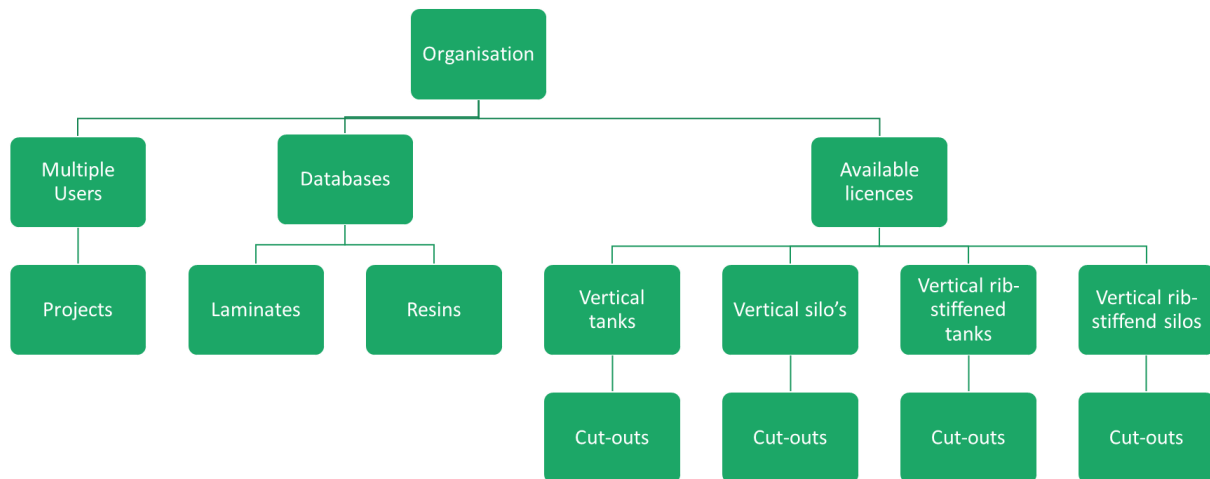 Organisation
Multiple
Users
Databases
Available
licences
Projects
Laminates
Resins
Vertical
tanks
Vertical silo's
Vertical rib-
stiffened
tanks
Vertical rib-
stiffend silos
Cut-outs
Cut-outs
Cut-outs
Cut-outs